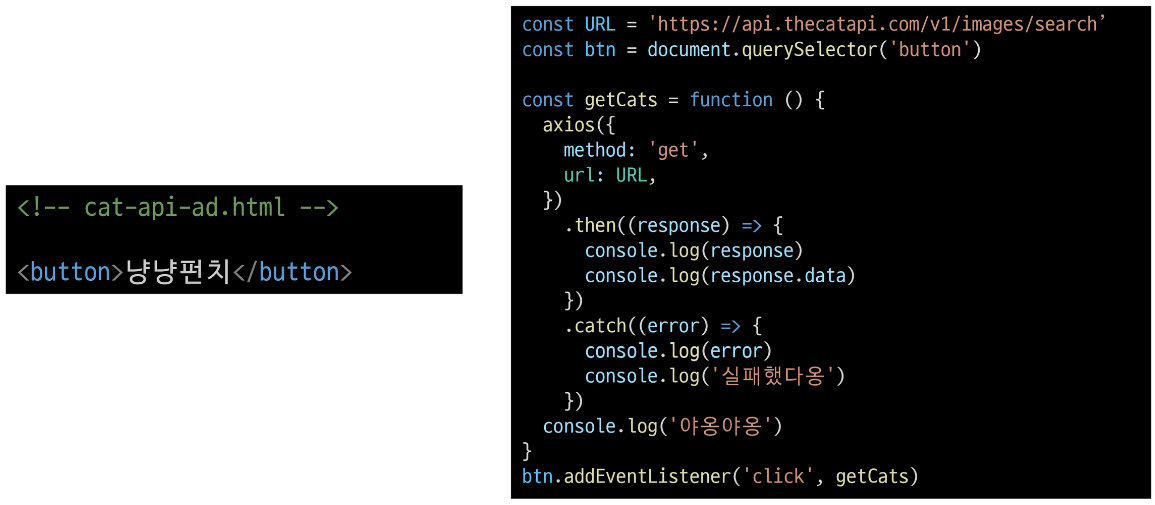 <!-- cat-api-ad.html -->
<button>냥냥펀치</button>
const URL = 'https://api.thecatapi.com/v1/images/search’
const btn = document.querySelector('button')
const getCats = function () {
  axios({
    method: 'get',
    url: URL,
  })
    .then((response) => {
      console.log(response)
      console.log(response.data)
    })
    .catch((error) => {
      console.log(error)
      console.log('실패했다옹')
    })
  console.log('야옹야옹')
}
btn.addEventListener('click', getCats)